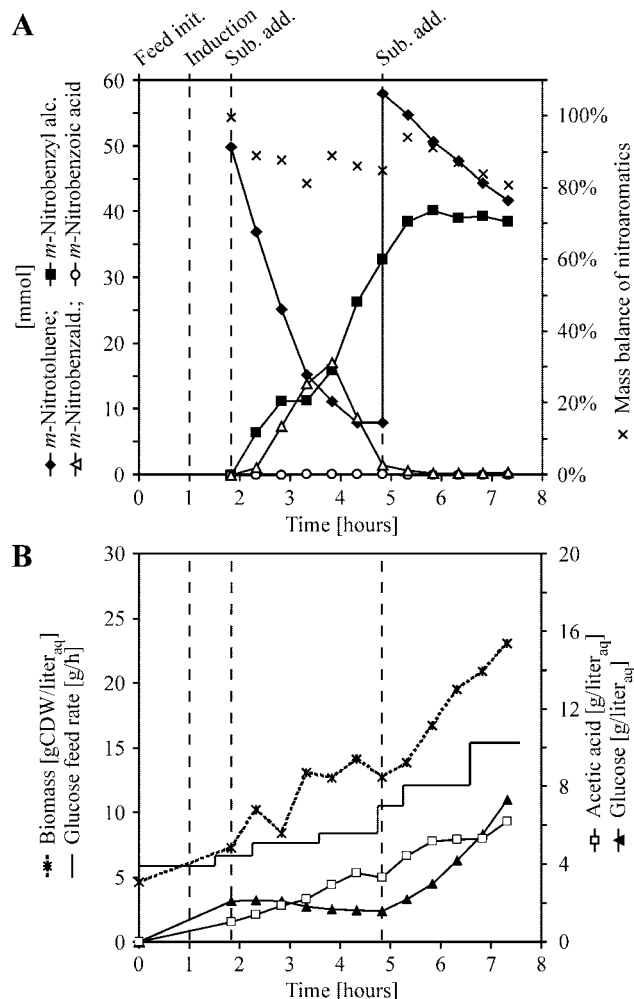 A
Feed init.
Induction
Sub. add.
Sub. add.
[mmol]
m-Nitrotoluene; m-Nitrobenzyl alc.
m-Nitrobenzald.; m-Nitrobenzoic acid
60
50
40
30
20
10
0
100%
80%
60%
40%
20%
0%
× Mass balance of nitroaromatics
0 1 2 3 4 5 6 7 8
Time [hours]
B
Biomass [gCDW/liter_aq]
Glucose feed rate [g/h]
30
25
20
15
10
5
0
20
16
12
8
4
0
Acetic acid [g/liter_aq]
Glucose [g/liter_aq]
0 1 2 3 4 5 6 7 8
Time [hours]